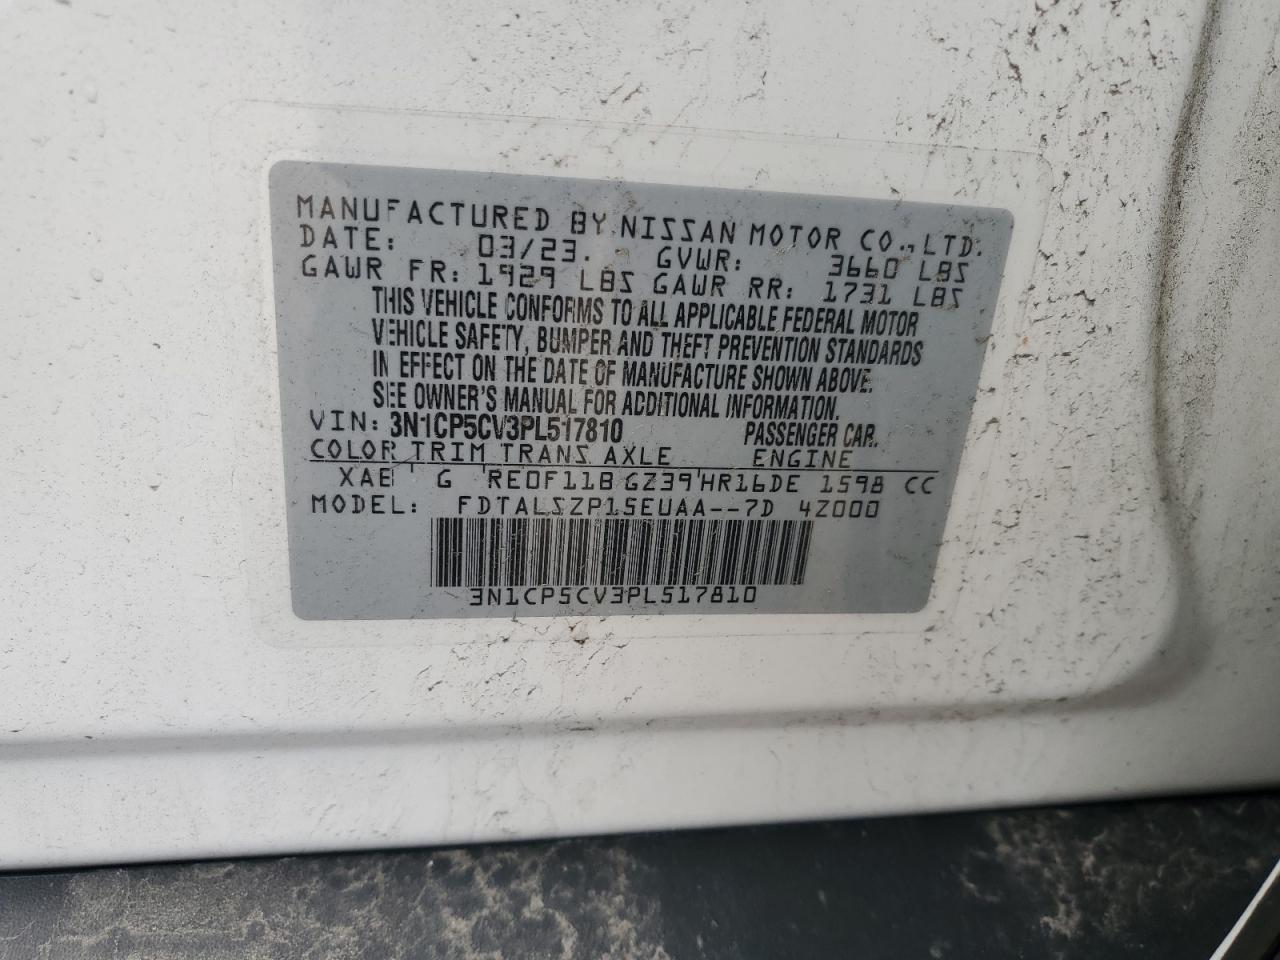 MANUFACTURED BY NISSAN MOTOR CO., LTD.
DATE: 03/23. GVWR: 3660 LBS
GAWR FR: 1929 LBS GAWR RR: 1731 LBS
THIS VEHICLE CONFORMS TO ALL APPLICABLE FEDERAL MOTOR
VEHICLE SAFETY, BUMPER AND THEFT PREVENTION STANDARDS
IN EFFECT ON THE DATE OF MANUFACTURE SHOWN ABOVE.
SEE OWNER'S MANUAL FOR ADDITIONAL INFORMATION.
VIN: 3N1CP5CV3PL517810 PASSENGER CAR.
COLOR TRIM TRANS AXLE ENGINE
XAB G RE0F11B GZ39 HR16DE 1598 CC
MODEL: FDTALSZP15EUAA--7D 4Z000
3N1CP5CV3PL517810